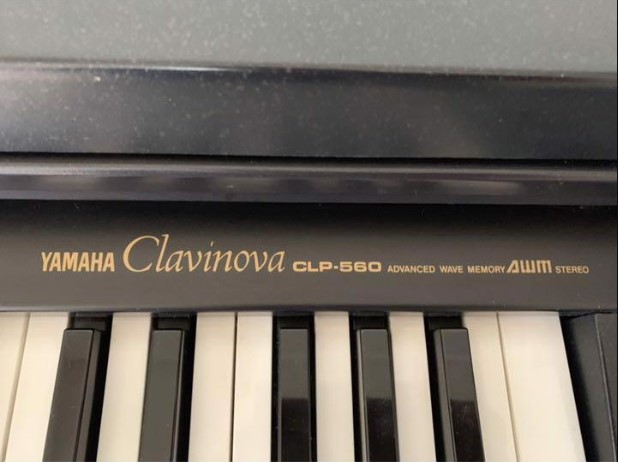 YAMAHA Clavinova CLP-560 ADVANCED WAVE MEMORY AWM STEREO